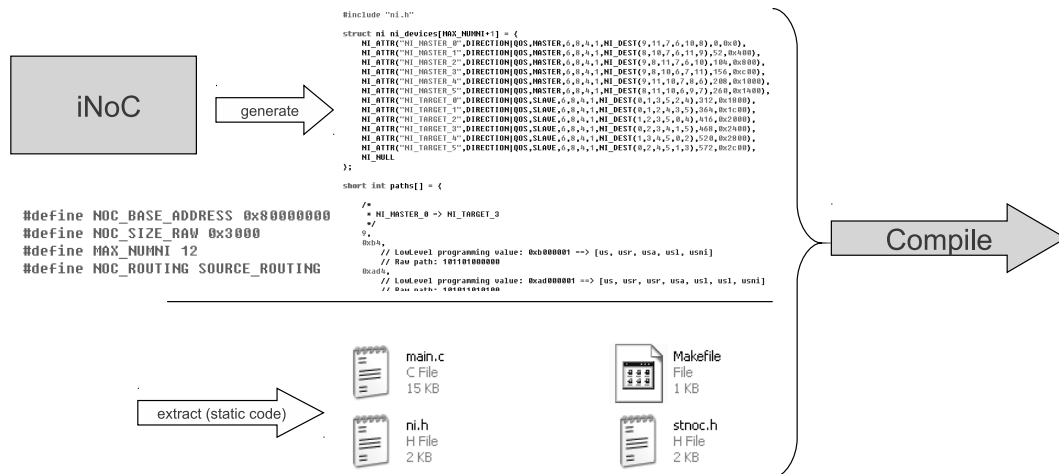 #include "ni.h"
struct ni ni_devices[MAX_NUMNI+1] = {
NI_ATTR("NI_MASTER_0",DIRECTION|QOS,MASTER,6,8,4,1,NI_DEST(9,11,7,6,10,8),0,0x0),
NI_ATTR("NI_MASTER_1",DIRECTION|QOS,MASTER,6,8,4,1,NI_DEST(8,10,7,6,11,9),52,0x400),
NI_ATTR("NI_MASTER_2",DIRECTION|QOS,MASTER,6,8,4,1,NI_DEST(9,8,11,7,6,10),104,0x800),
NI_ATTR("NI_MASTER_3",DIRECTION|QOS,MASTER,6,8,4,1,NI_DEST(9,8,10,6,7,11),156,0xc00),
NI_ATTR("NI_MASTER_4",DIRECTION|QOS,MASTER,6,8,4,1,NI_DEST(9,11,10,7,8,6),208,0x1000),
NI_ATTR("NI_MASTER_5",DIRECTION|QOS,MASTER,6,8,4,1,NI_DEST(8,11,10,6,9,7),260,0x1400),
NI_ATTR("NI_TARGET_0",DIRECTION|QOS,SLAVE,6,8,4,1,NI_DEST(0,1,3,5,2,4),312,0x1800),
NI_ATTR("NI_TARGET_1",DIRECTION|QOS,SLAVE,6,8,4,1,NI_DEST(0,1,2,4,3,5),364,0x1c00),
NI_ATTR("NI_TARGET_2",DIRECTION|QOS,SLAVE,6,8,4,1,NI_DEST(1,2,3,5,0,4),416,0x2000),
NI_ATTR("NI_TARGET_3",DIRECTION|QOS,SLAVE,6,8,4,1,NI_DEST(0,2,3,4,1,5),468,0x2400),
NI_ATTR("NI_TARGET_4",DIRECTION|QOS,SLAVE,6,8,4,1,NI_DEST(1,3,4,5,0,2),520,0x2800),
NI_ATTR("NI_TARGET_5",DIRECTION|QOS,SLAVE,6,8,4,1,NI_DEST(0,2,4,5,1,3),572,0x2c00),
NI_NULL
};
short int paths[] = {
/*
* NI_MASTER_0 -> NI_TARGET_3
*/
9,
0xb4,
// LowLevel programming value: 0xb000001 ==> [us, usr, usa, usl, usni]
// Raw path: 101101000000
0xad4,
// LowLevel programming value: 0xad000001 ==> [us, usr, usr, usa, usl, usl, usni]
// Raw path: 101011010100
iNoC
generate
#define NOC_BASE_ADDRESS 0x80000000
#define NOC_SIZE_RAW 0x3000
#define MAX_NUMNI 12
#define NOC_ROUTING SOURCE_ROUTING
Compile
extract (static code)
main.c
C File
15 KB
Makefile
File
1 KB
ni.h
H File
2 KB
stnoc.h
H File
2 KB